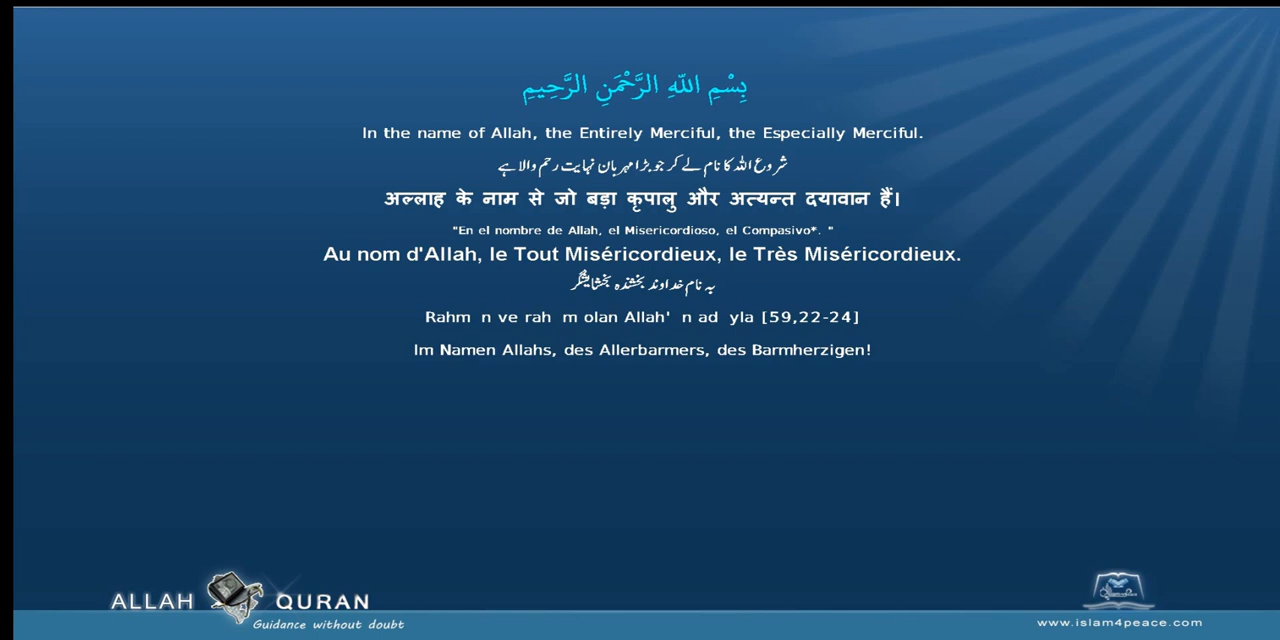 بِسْمِ اللّهِ الرَّحْمَنِ الرَّحِيمِ
In the name of Allah, the Entirely Merciful, the Especially Merciful.
شروع اللہ کا نام لے کر جو بڑا مہربان نہایت رحم والا ہے
अल्लाह के नाम से जो बड़ा कृपालु और अत्यन्त दयावान हैं।
"En el nombre de Allah, el Misericordioso, el Compasivo*. "
Au nom d'Allah, le Tout Miséricordieux, le Très Miséricordieux.
به نام خداوند بخشنده بخشایشگر
Rahm n ve rah m olan Allah' n ad yla [59,22-24]
Im Namen Allahs, des Allerbarmers, des Barmherzigen!
ALLAH QURAN
Guidance without doubt
www.islam4peace.com